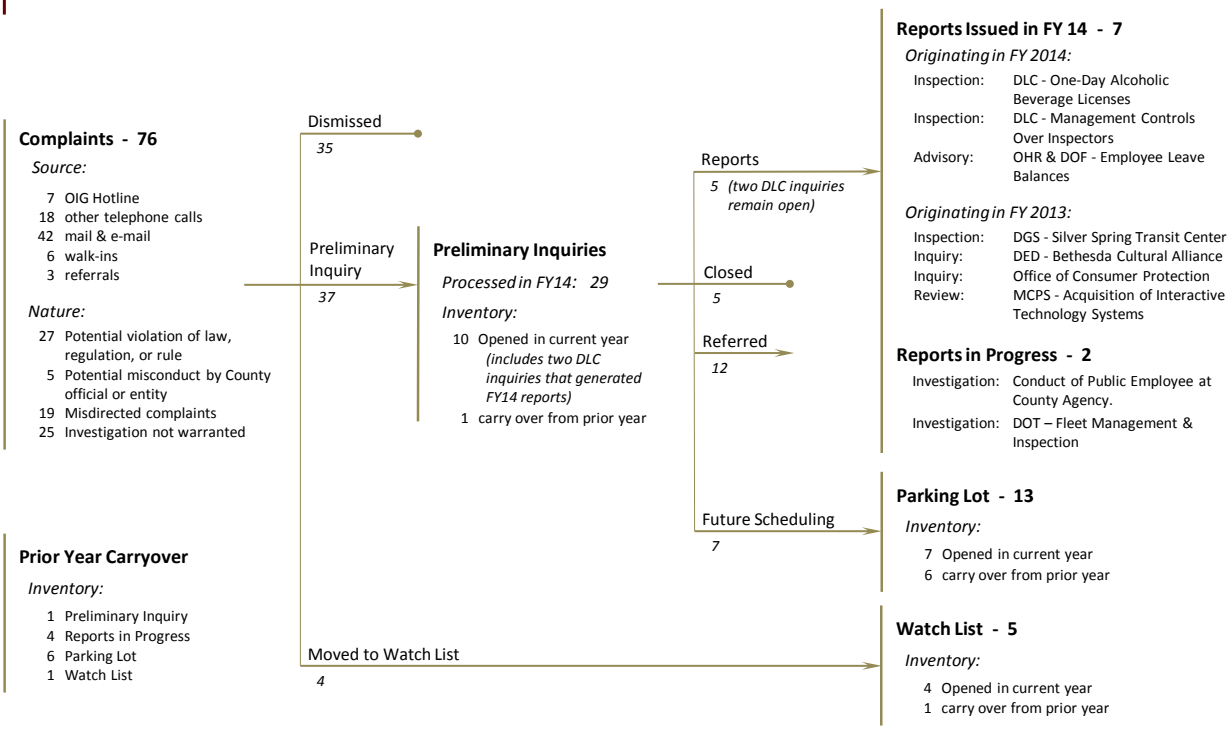 Complaints - 76
Source:
7 OIG Hotline
18 other telephone calls
42 mail & e-mail
6 walk-ins
3 referrals
Nature:
27 Potential violation of law,
regulation, or rule
5 Potential misconduct by County
official or entity
19 Misdirected complaints
25 Investigation not warranted
Prior Year Carryover
Inventory:
1 Preliminary Inquiry
4 Reports in Progress
6 Parking Lot
1 Watch List
Dismissed
35
Preliminary
Inquiry
37
Moved to Watch List
4
Preliminary Inquiries
Processed in FY14: 29
Inventory:
10 Opened in current year
(includes two DLC
inquiries that generated
FY14 reports)
1 carry over from prior year
Reports
5 (two DLC inquiries
remain open)
Closed
5
Referred
12
Future Scheduling
7
Reports Issued in FY 14 - 7
Originating in FY 2014:
Inspection: DLC - One-Day Alcoholic
Beverage Licenses
Inspection: DLC - Management Controls
Over Inspectors
Advisory: OHR & DOF - Employee Leave
Balances
Originating in FY 2013:
Inspection: DGS - Silver Spring Transit Center
Inquiry: DED - Bethesda Cultural Alliance
Inquiry: Office of Consumer Protection
Review: MCPS - Acquisition of Interactive
Technology Systems
Reports in Progress - 2
Investigation: Conduct of Public Employee at
County Agency.
Investigation: DOT – Fleet Management &
Inspection
Parking Lot - 13
Inventory:
7 Opened in current year
6 carry over from prior year
Watch List - 5
Inventory:
4 Opened in current year
1 carry over from prior year